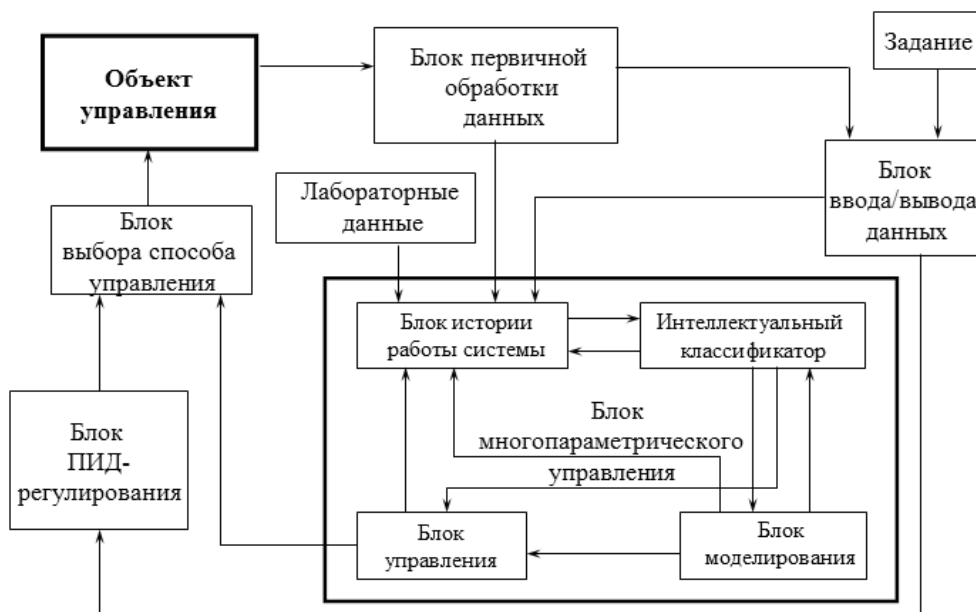 Объект
управления
Блок первичной
обработки
данных
Задание
Блок
ввода/вывода
данных
Лабораторные
данные
Блок
выбора способа
управления
Блок истории
работы системы
Интеллектуальный
классификатор
Блок
многопараметрического
управления
Блок
ПИД-
регулирования
Блок
управления
Блок
моделирования